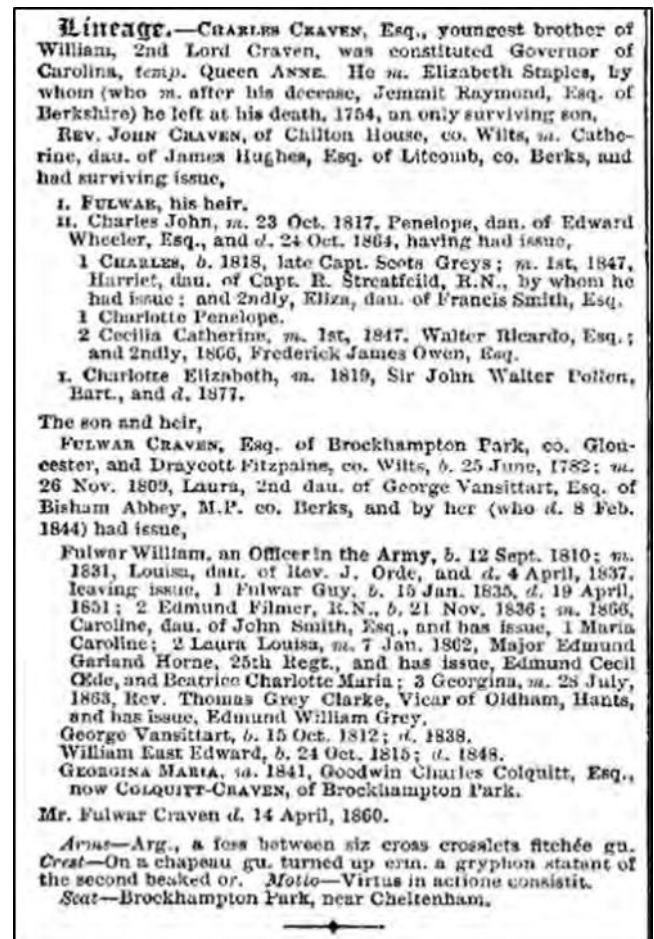 Lineage.—CHARLES CRAVEN, Esq., youngest brother of
William, 2nd Lord Craven, was constituted Governor of
Carolina, temp. Queen ANNE. He m. Elizabeth Staples, by
whom (who m. after his decease, Jemmit Raymond, Esq. of
Berkshire) he left at his death, 1754, an only surviving son,
REV. JOHN CRAVEN, of Chilton House, co. Wilts, m. Cathe-
rine, dau. of James Hughes, Esq. of Litcomb, co. Berks, and
had surviving issue,
I. FULWAR, his heir.
II. Charles John, m. 23 Oct. 1817, Penelope, dau. of Edward
Wheeler, Esq., and d. 24 Oct. 1864, having had issue,
1 CHARLES, b. 1818, late Capt. Scots Greys; m. 1st, 1847,
Harriet, dau. of Capt. R. Streatfeild, R.N., by whom he
had issue; and 2ndly, Eliza, dau. of Francis Smith, Esq.
1 Charlotte Penelope.
2 Cecilia Catherine, m. 1st, 1847, Walter Ricardo, Esq.;
and 2ndly, 1866, Frederick James Owen, Esq.
I. Charlotte Elizabeth, m. 1819, Sir John Walter Pollen,
Bart., and d. 1877.
The son and heir,
FULWAR CRAVEN, Esq. of Brockhampton Park, co. Glou-
cester, and Draycott Fitzpaine, co. Wilts, b. 25 June, 1782; m.
26 Nov. 1809, Laura, 2nd dau. of George Vansittart, Esq. of
Bisham Abbey, M.P. co. Berks, and by her (who d. 8 Feb.
1844) had issue,
Fulwar William, an Officer in the Army, b. 12 Sept. 1810; m.
1831, Louisa, dau. of Rev. J. Orde, and d. 4 April, 1837,
leaving issue, 1 Fulwar Guy, b. 15 Jan. 1835, d. 19 April,
1851; 2 Edmund Filmer, R.N., b. 21 Nov. 1836; m. 1866,
Caroline, dau. of John Smith, Esq., and has issue, 1 Maria
Caroline; 2 Laura Louisa, m. 7 Jan. 1862, Major Edmund
Garland Horne, 25th Regt., and has issue, Edmund Cecil
Œde, and Beatrice Charlotte Maria; 3 Georgina, m. 28 July,
1863, Rev. Thomas Grey Clarke, Vicar of Oldham, Hants,
and has issue, Edmund William Grey.
George Vansittart, b. 15 Oct. 1812; d. 1838.
William East Edward, b. 24 Oct. 1815; d. 1848.
GEORGINA MARIA, m. 1841, Goodwin Charles Colquitt, Esq.,
now COLQUITT-CRAVEN, of Brockhampton Park.
Mr. Fulwar Craven d. 14 April, 1860.
Arms—Arg., a fess between six cross crosslets fitchée gu.
Crest—On a chapeau gu. turned up erm. a gryphon statant of
the second beaked or. Motto—Virtus in actione consistit.
Seat—Brockhampton Park, near Cheltenham.